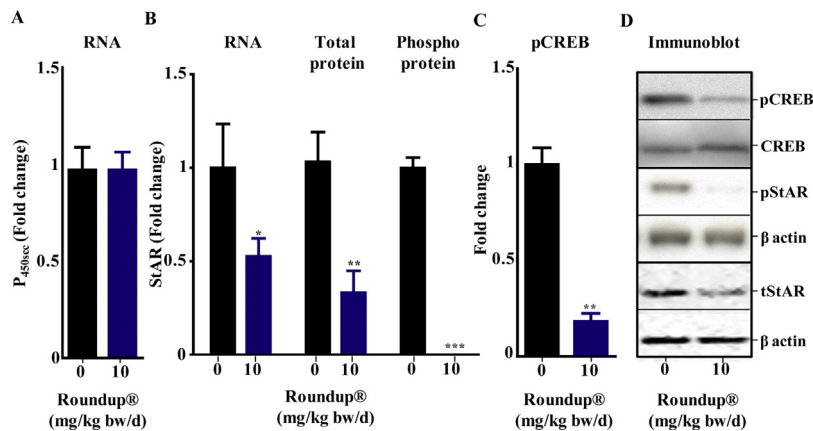 A
RNA
P450scc (Fold change)
1.5
1
0.5
0
0
10
Roundup®
(mg/kg bw/d)
B
RNA
Total
protein
Phospho
protein
StAR (Fold change)
1.5
1
0.5
0
*
**
***
0
10
0
10
0
10
Roundup®
(mg/kg bw/d)
C
pCREB
Fold change
1.5
1
0.5
0
**
0
10
Roundup®
(mg/kg bw/d)
D
Immunoblot
pCREB
CREB
pStAR
β actin
tStAR
β actin
0
10
Roundup®
(mg/kg bw/d)